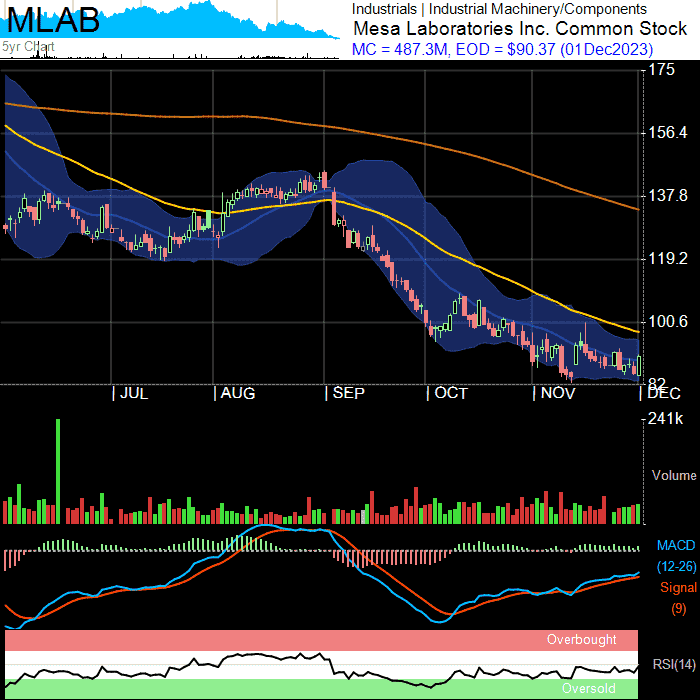 MLAB
5yr Chart
Industrials | Industrial Machinery/Components
Mesa Laboratories Inc. Common Stock
MC = 487.3M, EOD = $90.37 (01Dec2023)
175
156.4
137.8
119.2
100.6
82
| JUL | AUG | SEP | OCT | NOV | DEC
241k
Volume
MACD
(12-26)
Signal
(9)
Overbought
RSI(14)
Oversold